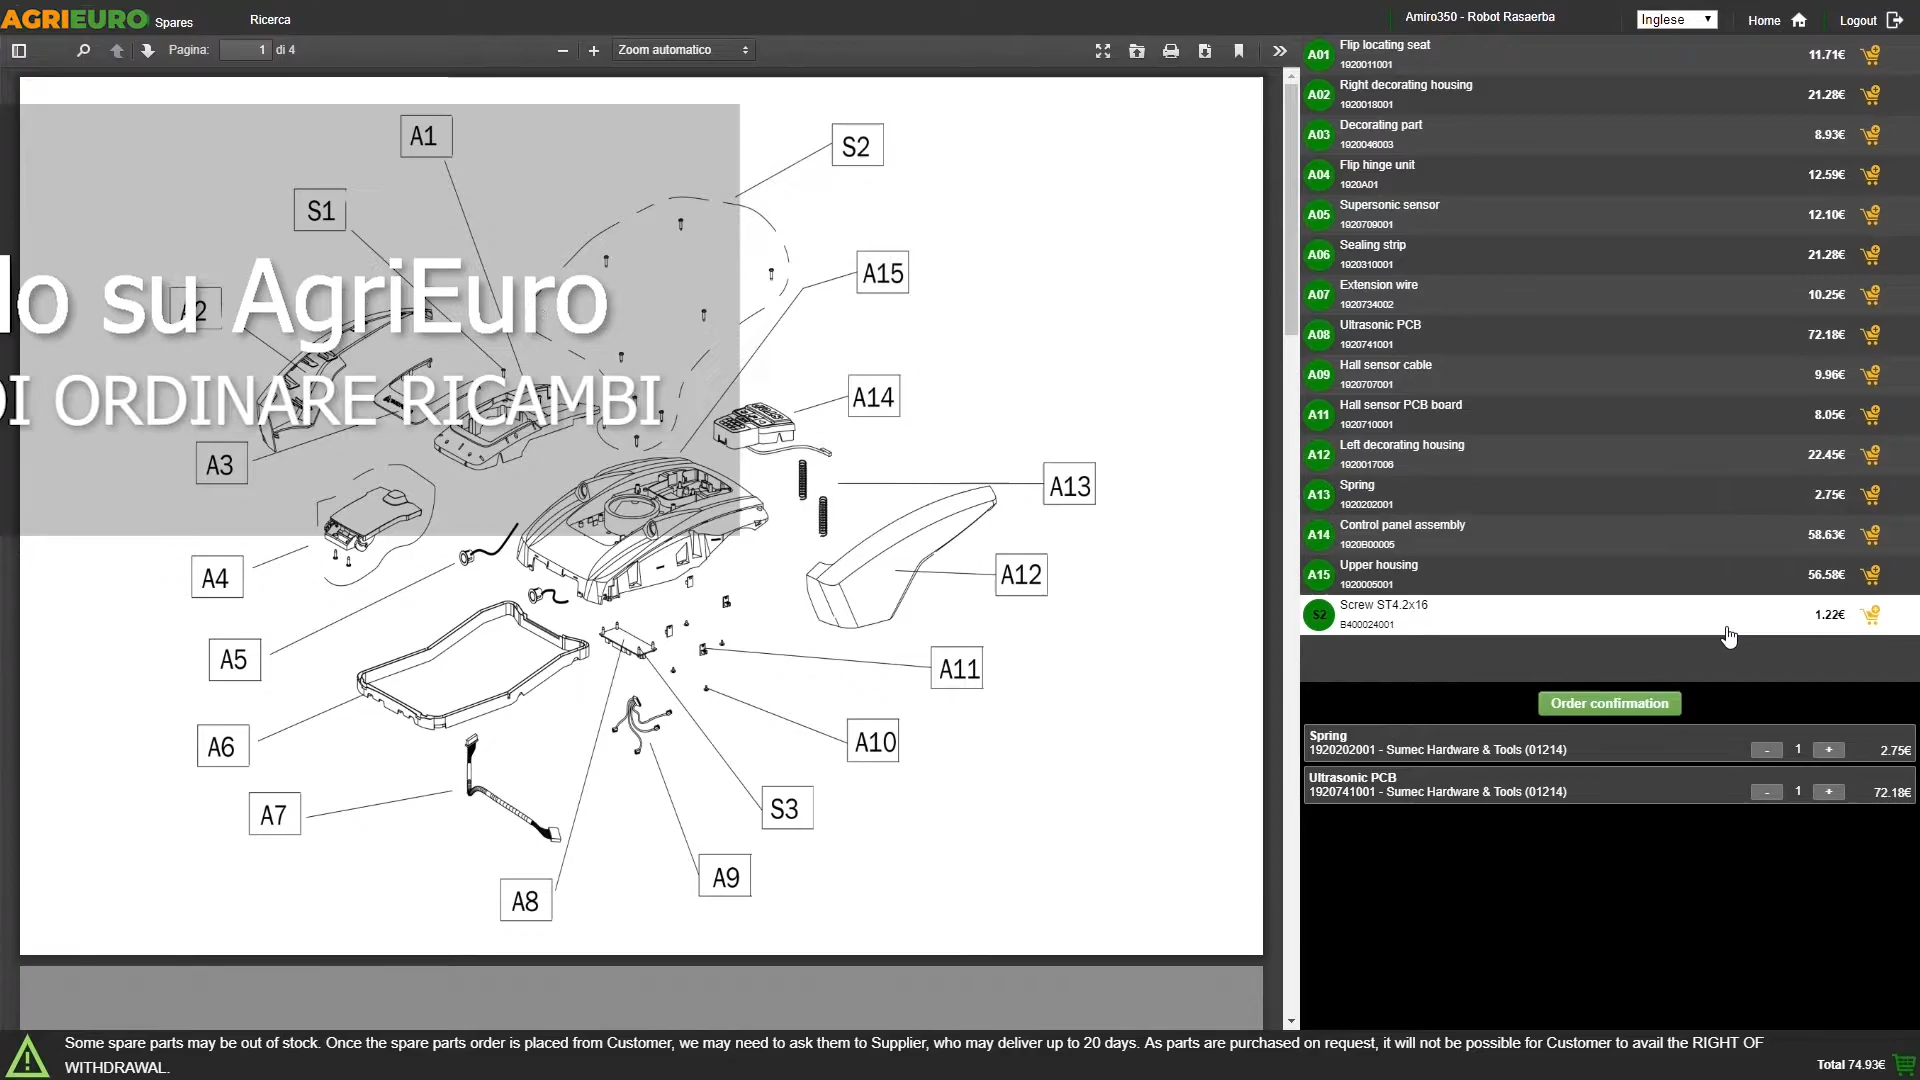 AGRIEURO Spares
Ricerca
Amiro350 - Robot Rasaerba
Inglese
Home
Logout
Pagina: 1 di 4
Zoom automatico
A1
S2
S1
A15
A2
lo su AgriEuro
DI ORDINARE RICAMBI
A14
A3
A13
A4
A12
A5
A11
A6
A10
A7
S3
A9
A8
A01 Flip locating seat 11.71€
1920011001
A02 Right decorating housing 21.28€
1920018001
A03 Decorating part 8.93€
1920046003
A04 Flip hinge unit 12.59€
1920A01
A05 Supersonic sensor 12.10€
1920709001
A06 Sealing strip 21.28€
1920310001
A07 Extension wire 10.25€
1920734002
A08 Ultrasonic PCB 72.18€
1920741001
A09 Hall sensor cable 9.96€
1920707001
A11 Hall sensor PCB board 8.05€
1920710001
A12 Left decorating housing 22.45€
1920017006
A13 Spring 2.75€
1920202001
A14 Control panel assembly 58.63€
1920B00005
A15 Upper housing 56.58€
1920005001
S2 Screw ST4.2x16 1.22€
B400024001
Order confirmation
Spring
1920202001 - Sumec Hardware & Tools (01214) - 1 + 2.75€
Ultrasonic PCB
1920741001 - Sumec Hardware & Tools (01214) - 1 + 72.18€
Some spare parts may be out of stock. Once the spare parts order is placed from Customer, we may need to ask them to Supplier, who may deliver up to 20 days. As parts are purchased on request, it will not be possible for Customer to avail the RIGHT OF
WITHDRAWAL.
Total 74.93€